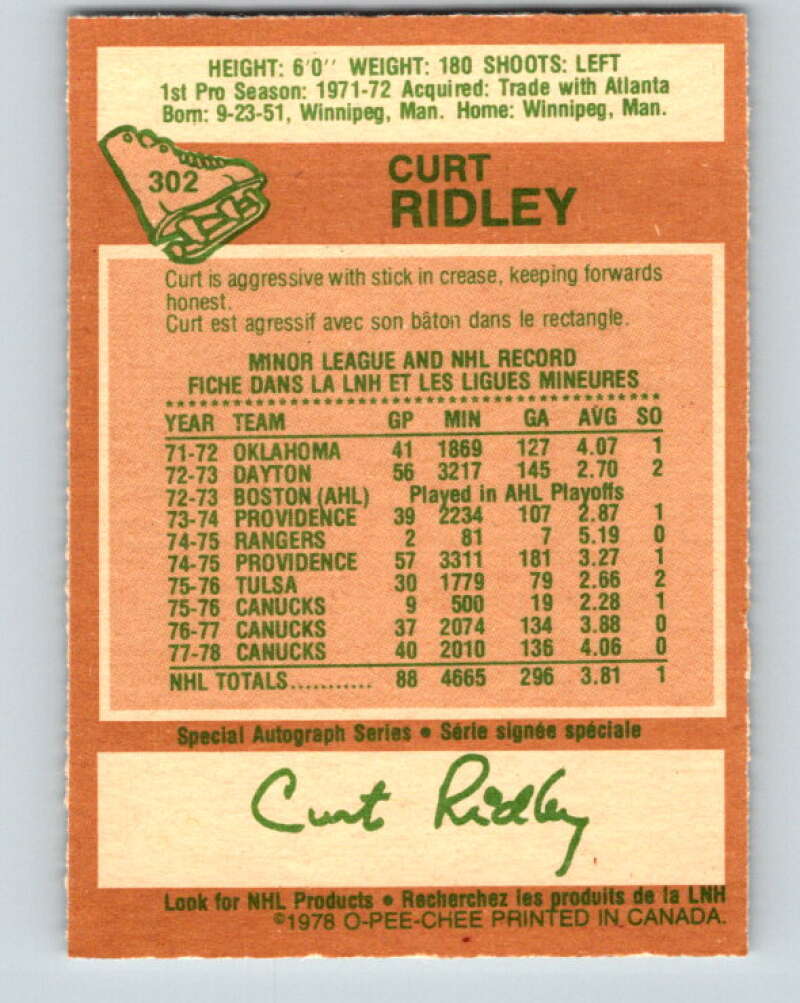 HEIGHT: 6'0'' WEIGHT: 180 SHOOTS: LEFT
1st Pro Season: 1971-72 Acquired: Trade with Atlanta
Born: 9-23-51, Winnipeg, Man. Home: Winnipeg, Man.
302
CURT
RIDLEY
Curt is aggressive with stick in crease, keeping forwards
honest.
Curt est agressif avec son bâton dans le rectangle.
MINOR LEAGUE AND NHL RECORD
FICHE DANS LA LNH ET LES LIGUES MINEURES
YEAR TEAM GP MIN GA AVG SO
71-72 OKLAHOMA 41 1869 127 4.07 1
72-73 DAYTON 56 3217 145 2.70 2
72-73 BOSTON (AHL) Played in AHL Playoffs
73-74 PROVIDENCE 39 2234 107 2.87 1
74-75 RANGERS 2 81 7 5.19 0
74-75 PROVIDENCE 57 3311 181 3.27 1
75-76 TULSA 30 1779 79 2.66 2
75-76 CANUCKS 9 500 19 2.28 1
76-77 CANUCKS 37 2074 134 3.88 0
77-78 CANUCKS 40 2010 136 4.06 0
NHL TOTALS........... 88 4665 296 3.81 1
Special Autograph Series • Série signée spéciale
Curt Ridley
Look for NHL Products • Recherchez les produits de la LNH
©1978 O-PEE-CHEE PRINTED IN CANADA.